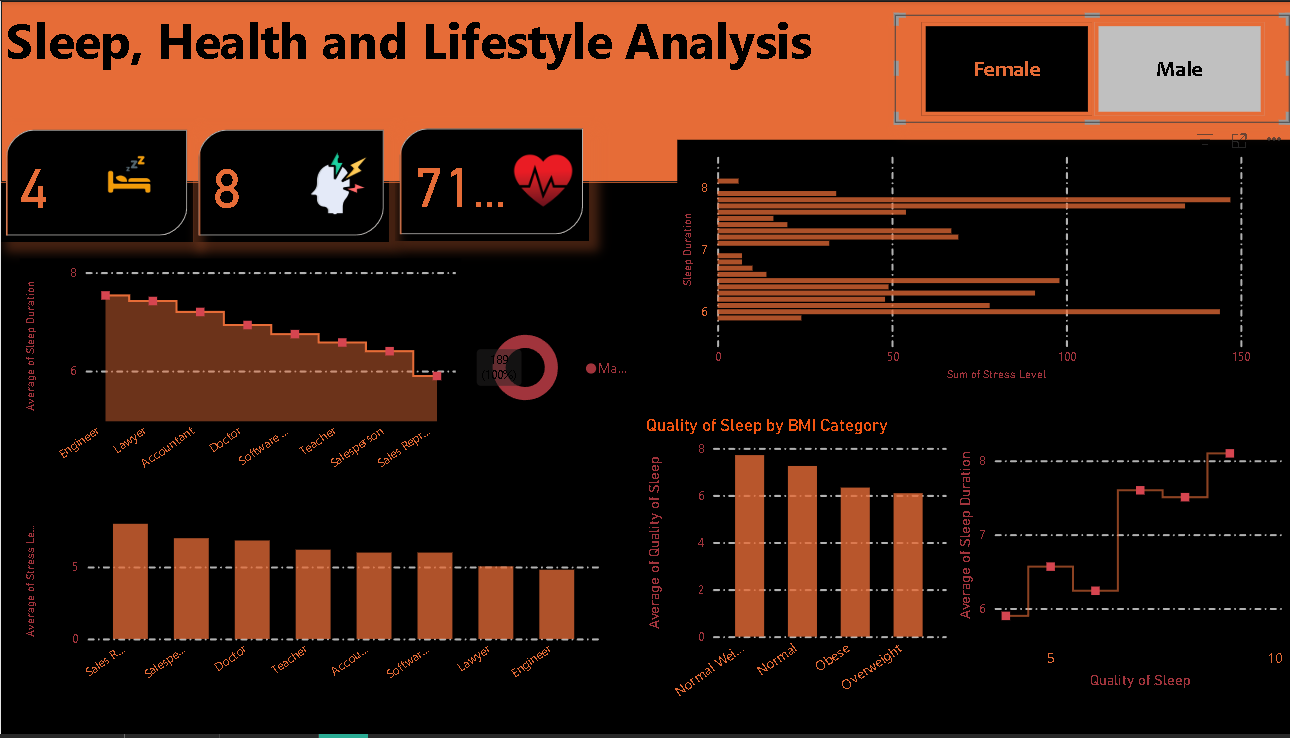 Sleep, Health and Lifestyle Analysis
Female
Male
4
8
71...
Average of Sleep Duration
8
6
Engineer
Lawyer
Accountant
Doctor
Software ...
Teacher
Salesperson
Sales Repr...
189
(100%)
Ma...
Sleep Duration
8
7
6
0
50
100
150
Sum of Stress Level
Average of Stress Le...
5
0
Sales R...
Salespe...
Doctor
Teacher
Accou...
Softwar...
Lawyer
Engineer
Quality of Sleep by BMI Category
Average of Quality of Sleep
8
6
4
2
0
Normal Wei...
Normal
Obese
Overweight
Average of Sleep Duration
8
7
6
5
10
Quality of Sleep